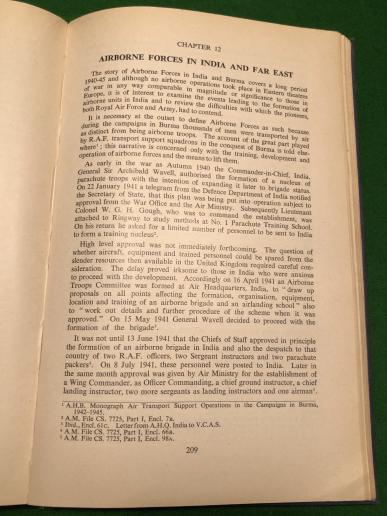 CHAPTER 12
AIRBORNE FORCES IN INDIA AND FAR EAST
The story of Airborne Forces in India and Burma covers a long period
1940-45 and although no airborne operations took place in Eastern theatres
of war in any way comparable in magnitude or significance to those in
Europe, it is of interest to examine the events leading to the formation of
airborne units in India and to review the difficulties with which the pioneers,
both Royal Air Force and Army, had to contend.
It is necessary at the outset to define Airborne Forces as such because
during the campaigns in Burma thousands of men were transported by air
as distinct from being airborne troops. The account of the great part played
by R.A.F. transport support squadrons in the conquest of Burma is told else-
where¹; this narrative is concerned only with the training, development and
operation of airborne forces and the means to lift them.
As early in the war as Autumn 1940 the Commander-in-Chief, India,
General Sir Archibald Wavell, authorised the formation of a nucleus of
parachute troops with the intention of expanding it later to brigade status.
On 22 January 1941 a telegram from the Defence Department of India notified
the Secretary of State, that this plan was being put into operation subject to
approval from the War Office and the Air Ministry. Subsequently Lieutenant
Colonel W. G. H. Gough, who was to command the establishment, was
attached to Ringway to study methods at No. 1 Parachute Training School.
On his return he asked for a limited number of personnel to be sent to India
to form a training nucleus².
High level approval was not immediately forthcoming. The question of
whether aircraft, equipment and trained personnel could be spared from the
slender resources then available in the United Kingdom required careful con-
sideration. The delay proved irksome to those in India who were anxious
to proceed with the development. Accordingly on 16 April 1941 an Airborne
Troops Committee was formed at Air Headquarters, India, to “ draw up
proposals on all points affecting the formation, organisation, equipment,
location and training of an airborne brigade and an airlanding school ” also
to “ work out details and further procedure of the scheme when it was
approved.” On 15 May 1941 General Wavell decided to proceed with the
formation of the brigade³.
It was not until 13 June 1941 that the Chiefs of Staff approved in principle
the formation of an airborne brigade in India and also the despatch to that
country of two R.A.F. officers, two Sergeant instructors and two parachute
packers⁴. On 8 July 1941, these personnel were posted to India. Later in
the same month approval was given by Air Ministry for the establishment of
a Wing Commander, as Officer Commanding, a chief ground instructor, a chief
landing instructor, two more sergeants as landing instructors and one airman⁵.
¹ A.H.B. Monograph Air Transport Support Operations in the Campaigns in Burma,
1942-1945.
² A.M. File CS. 7725, Part I, Encl. 7A.
³ Ibid., Encl. 61C. Letter from A.H.Q. India to V.C.A.S.
⁴ A.M. File CS. 7725, Part I, Encl. 66A.
⁵ A.M. File CS. 7725, Part I, Encl. 98A.
209